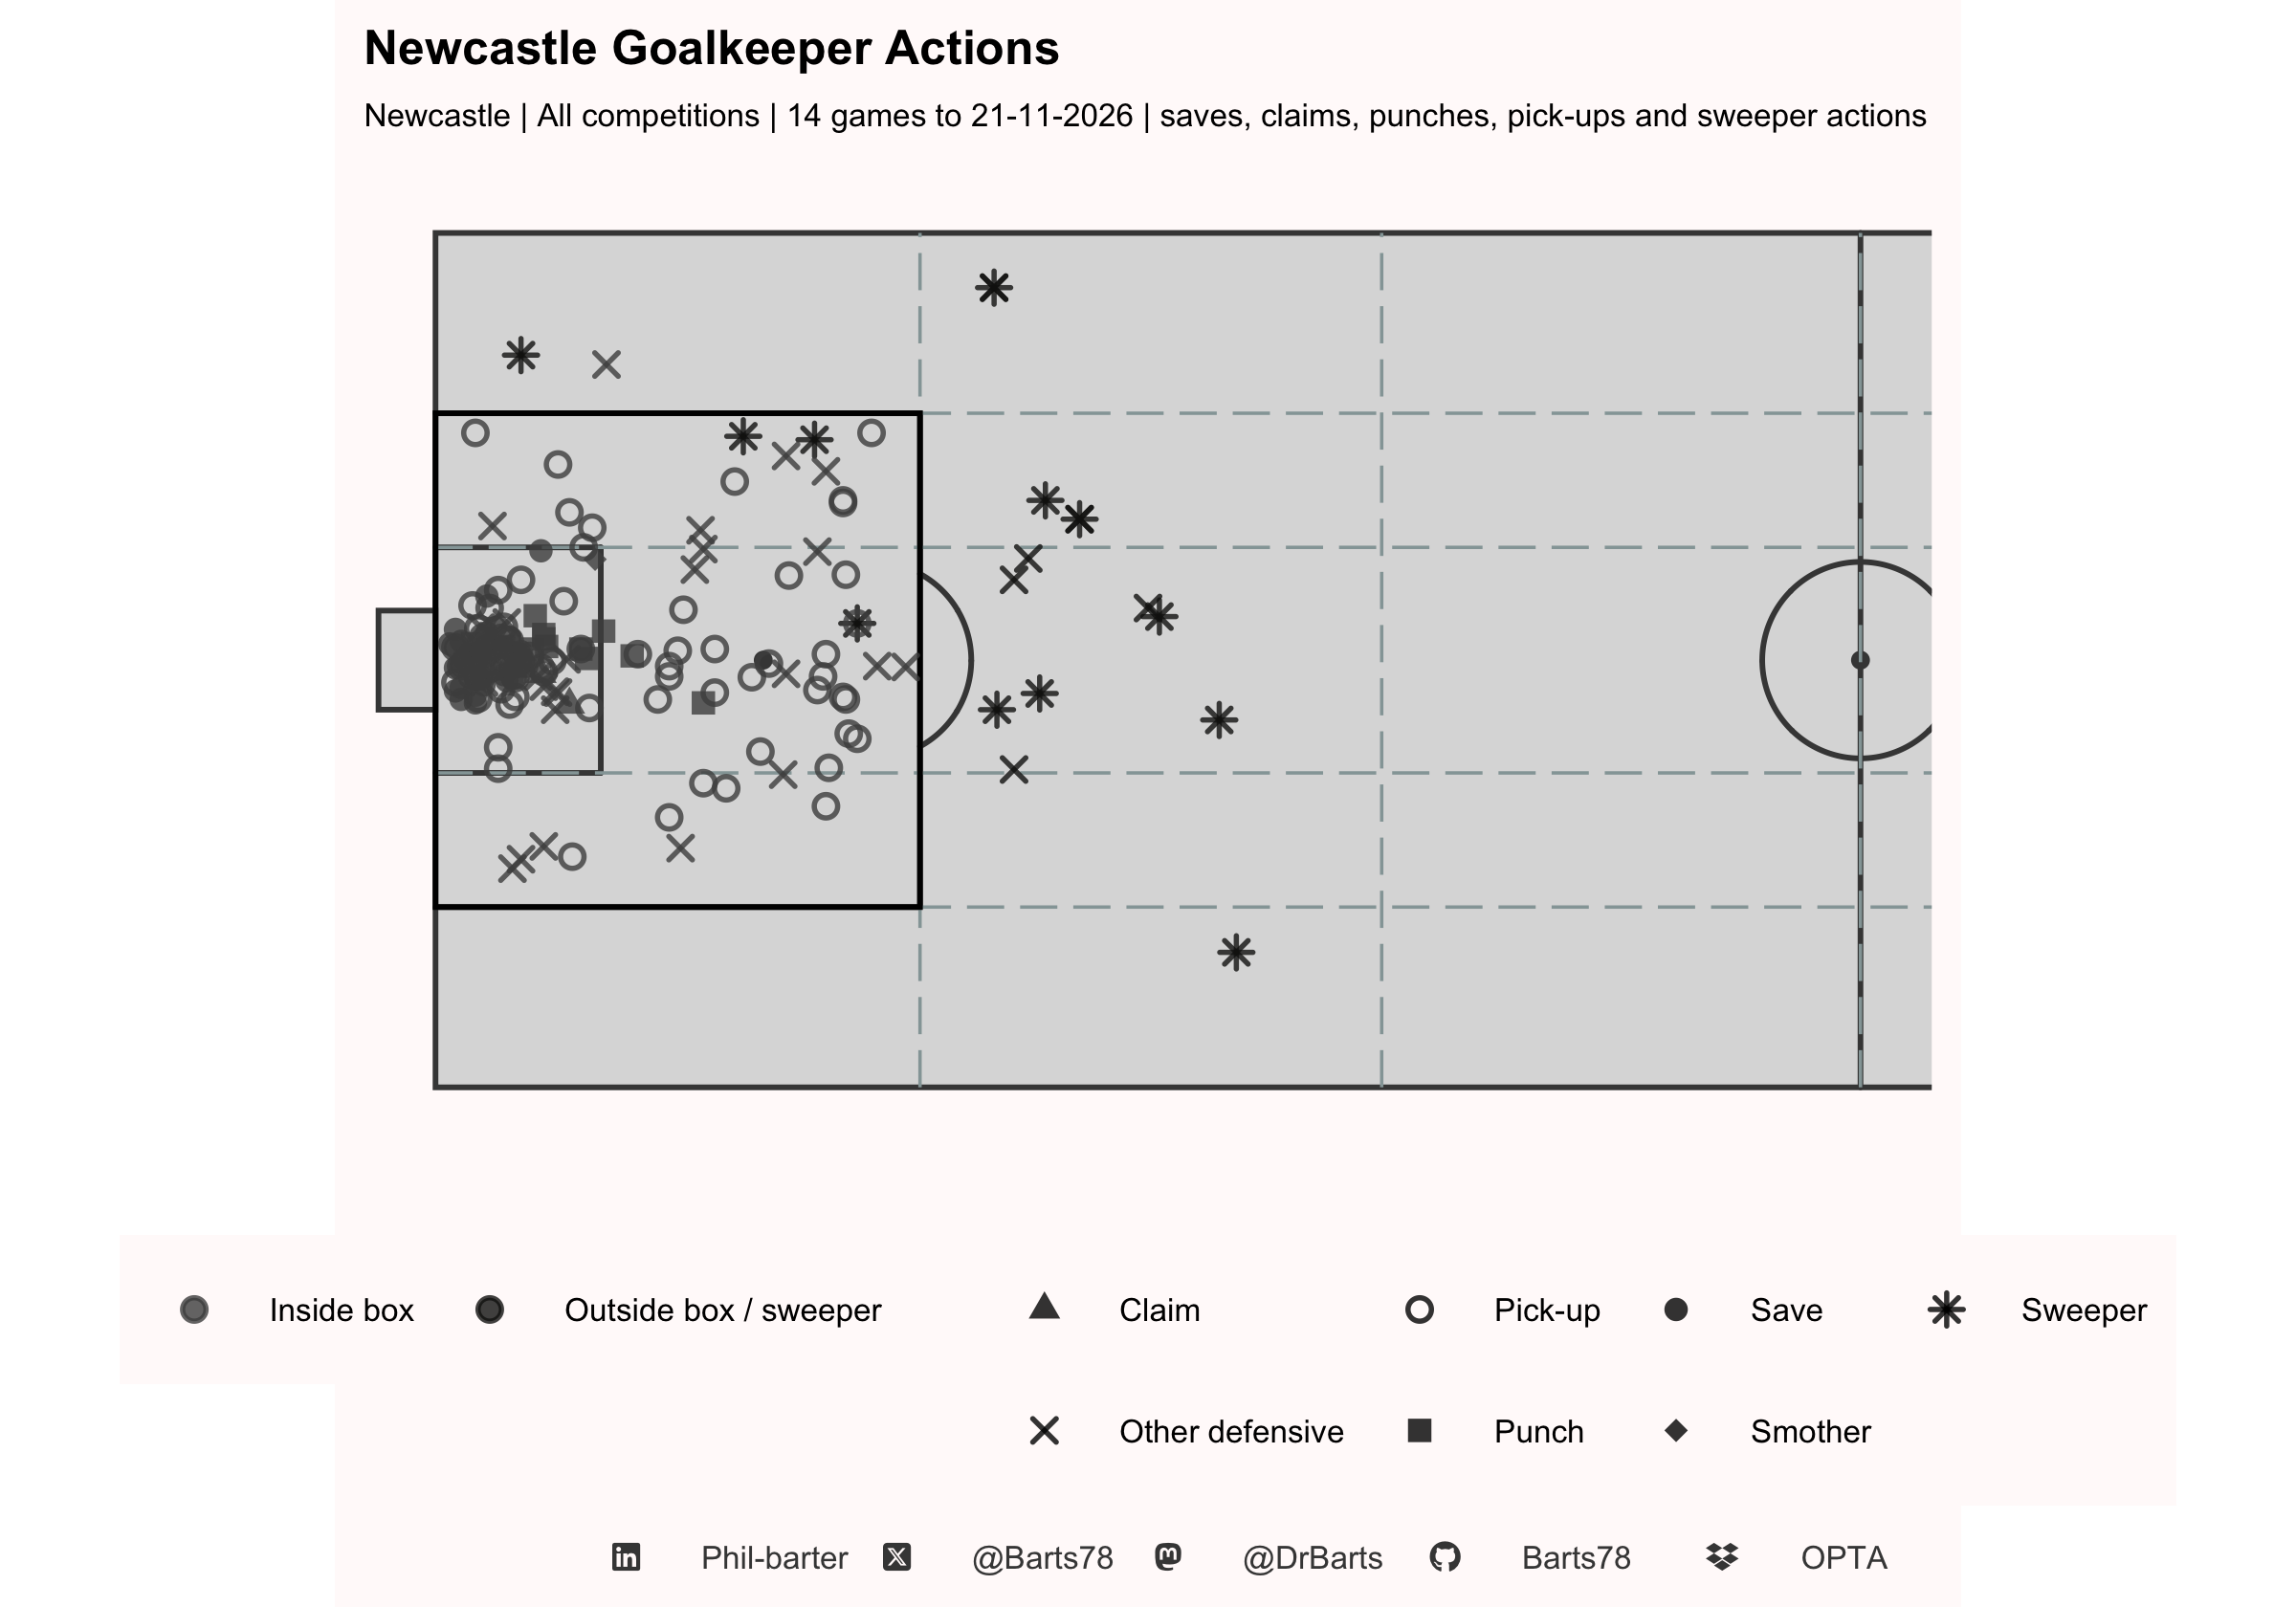 Newcastle Goalkeeper Actions
Newcastle | All competitions | 14 games to 21-11-2026 | saves, claims, punches, pick-ups and sweeper actions
Inside box Outside box / sweeper Claim Pick-up Save Sweeper
Other defensive Punch Smother
Phil-barter @Barts78 @DrBarts Barts78 OPTA